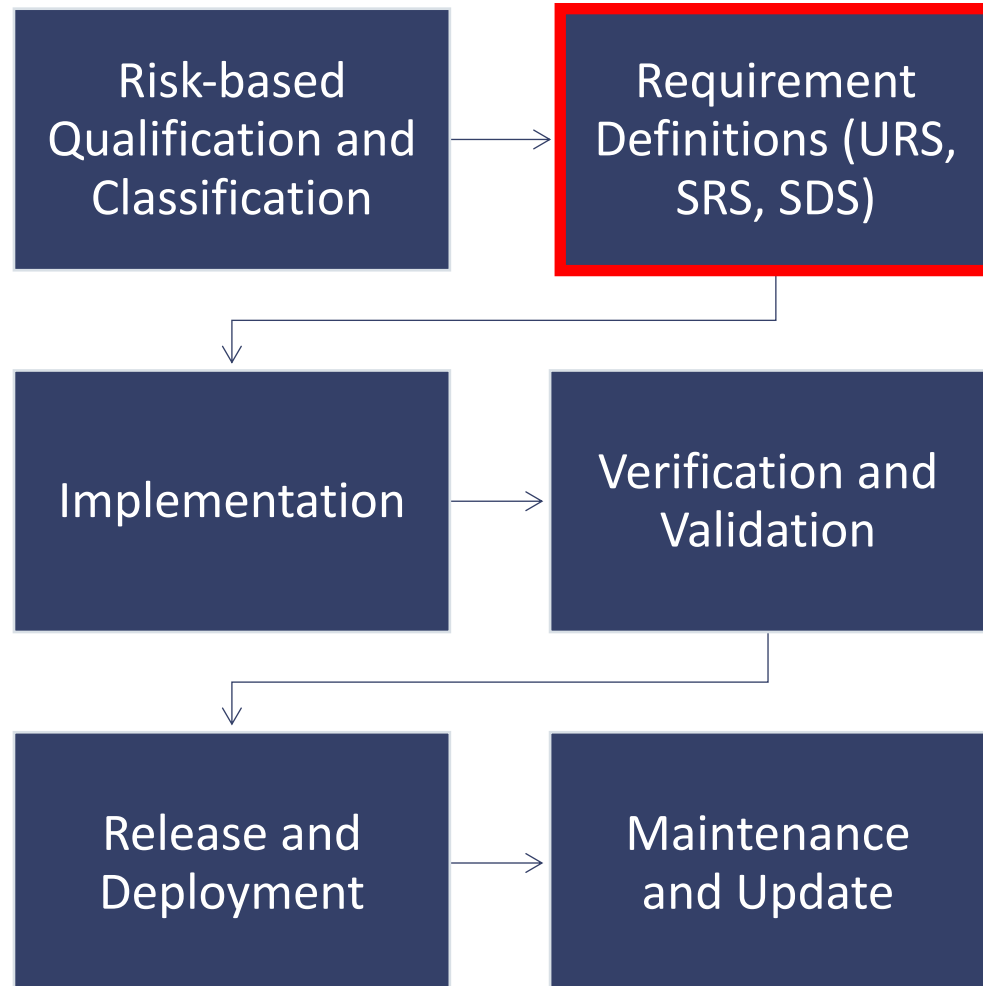 Risk-based
Qualification and
Classification
Requirement
Definitions (URS,
SRS, SDS)
Implementation
Verification and
Validation
Release and
Deployment
Maintenance
and Update